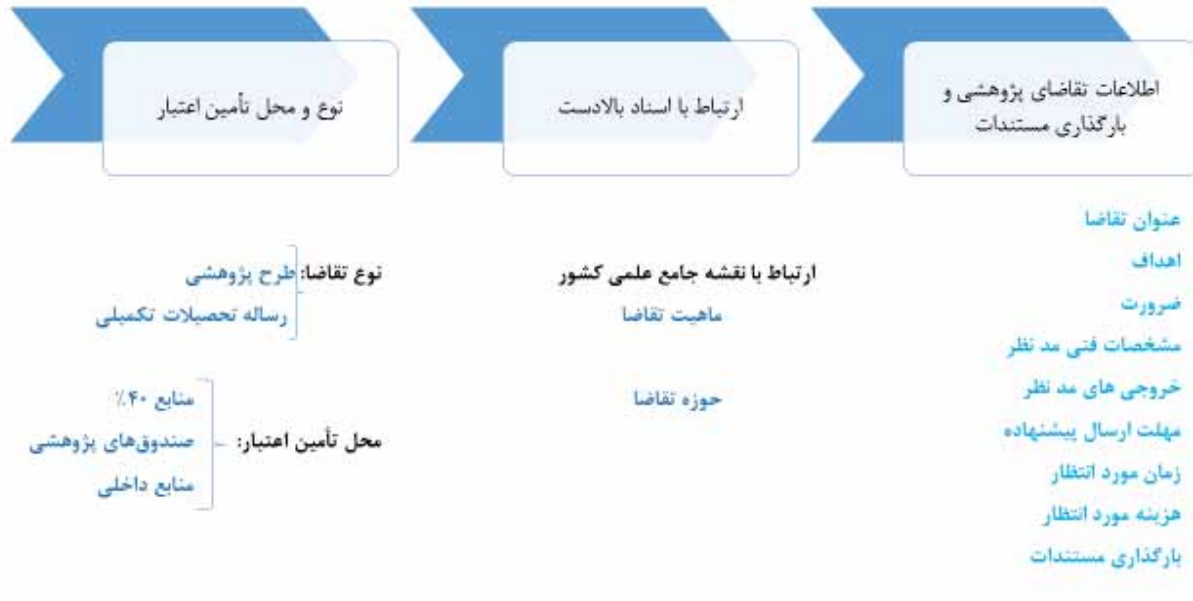 اطلاعات تقاضای پژوهشی و
بارگذاری مستندات
ارتباط با اسناد بالادست
نوع و محل تأمین اعتبار
عنوان تقاضا
اهداف
ضرورت
مشخصات فنی مد نظر
خروجی های مد نظر
مهلت ارسال پیشنهاده
زمان مورد انتظار
هزینه مورد انتظار
بارگذاری مستندات
ارتباط با نقشه جامع علمی کشور
ماهیت تقاضا
حوزه تقاضا
نوع تقاضا: طرح پژوهشی
رساله تحصیلات تکمیلی
محل تأمین اعتبار:
منابع ۴۰٪
صندوق‌های پژوهشی
منابع داخلی